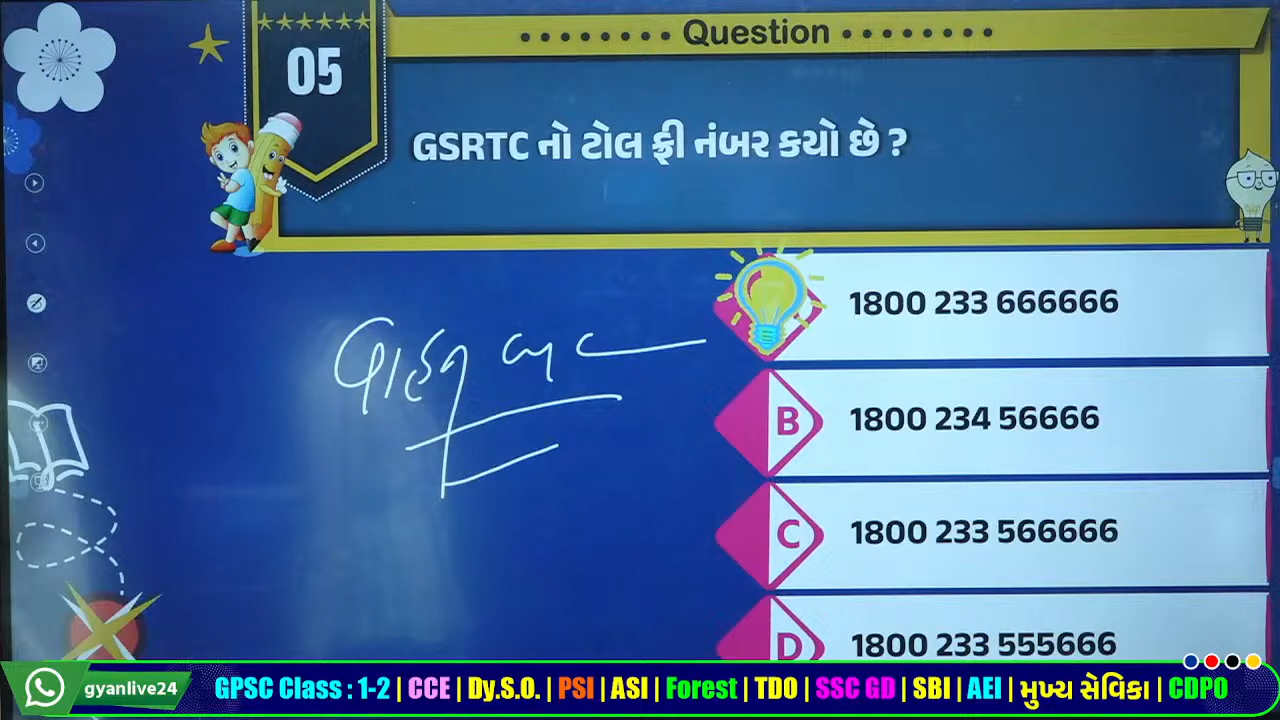 Question
05
GSRTC નો ટોલ ફ્રી નંબર કયો છે ?
1800 233 666666
B 1800 234 56666
C 1800 233 566666
D 1800 233 555666
gyanlive24
GPSC Class : 1-2 | CCE | Dy.S.O. | PSI | ASI | Forest | TDO | SSC GD | SBI | AEI | મુખ્ય સેવિકા | CDPO